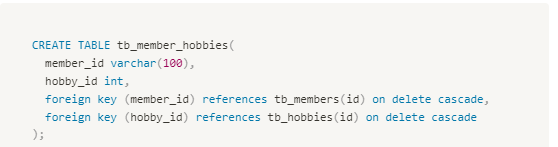 CREATE TABLE tb_member_hobbies(
member_id varchar(100),
hobby_id int,
foreign key (member_id) references tb_members(id) on delete cascade,
foreign key (hobby_id) references tb_hobbies(id) on delete cascade
);